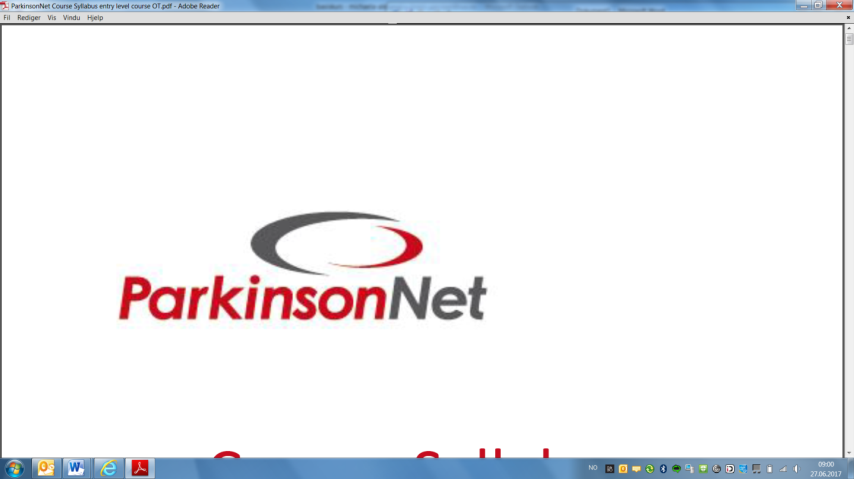 ParkinsonNet Course Syllabus entry level course OT.pdf - Adobe Reader
Fil Rediger Vis Vindu Hjelp
ParkinsonNet
NO
09:00
27.06.2017